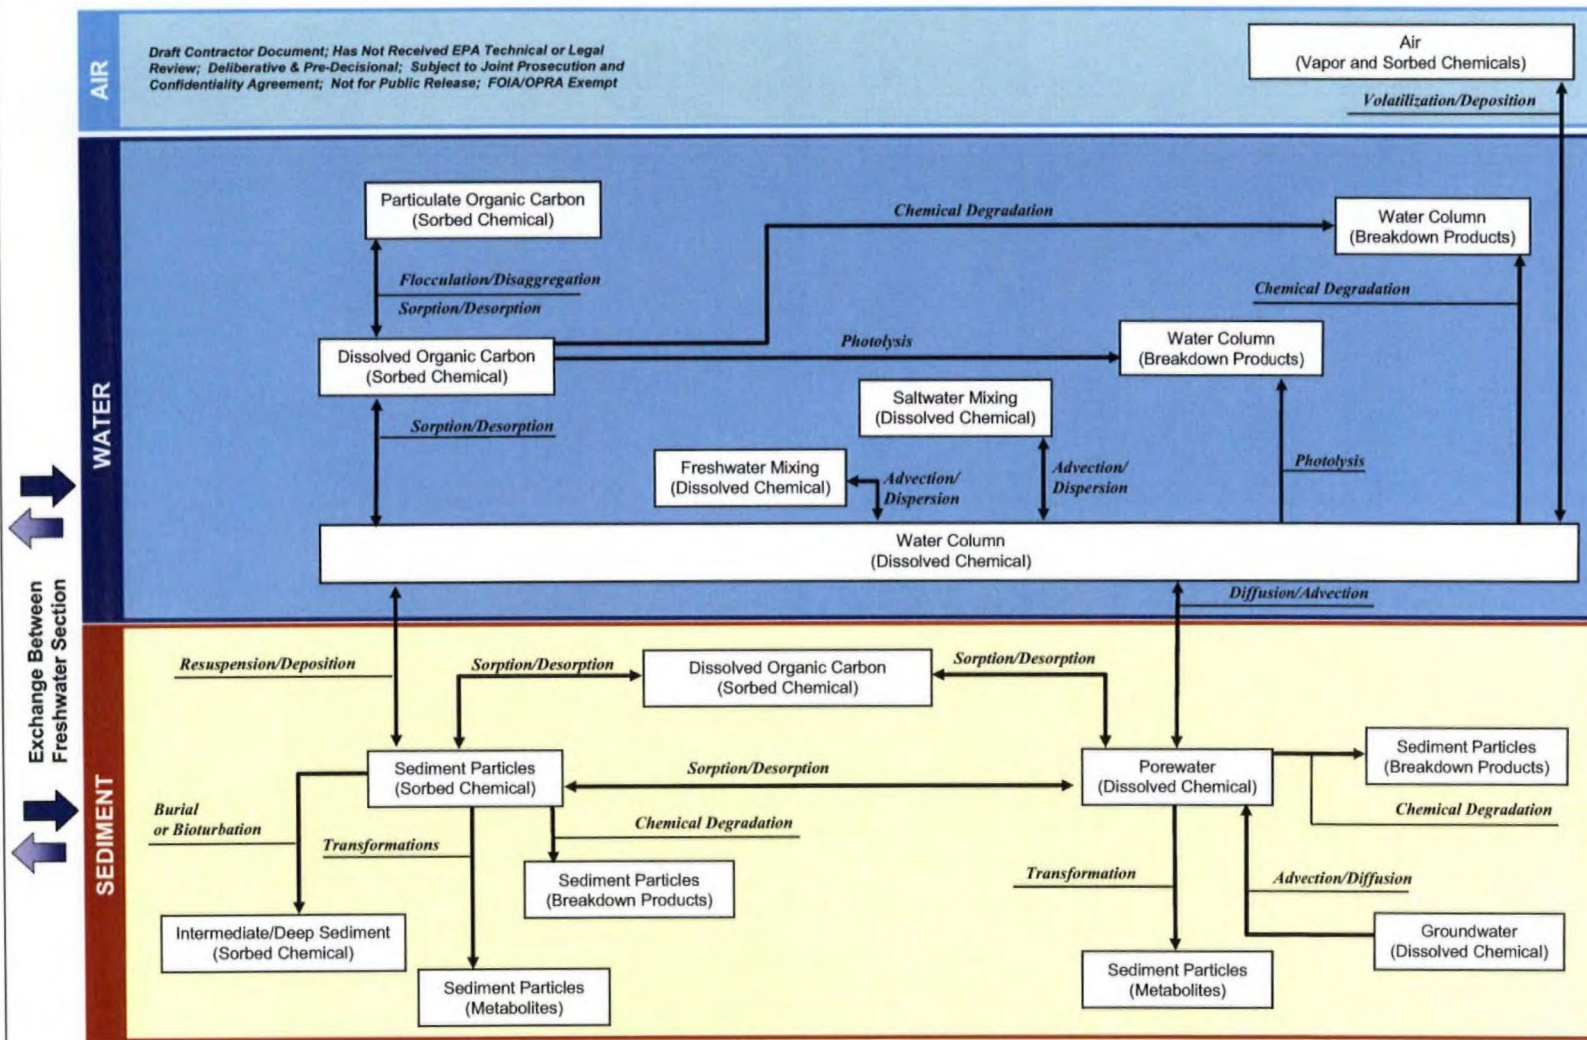 AIR
Draft Contractor Document; Has Not Received EPA Technical or Legal
Review; Deliberative & Pre-Decisional; Subject to Joint Prosecution and
Confidentiality Agreement; Not for Public Release; FOIA/OPRA Exempt
Air
(Vapor and Sorbed Chemicals)
Volatilization/Deposition
WATER
Particulate Organic Carbon
(Sorbed Chemical)
Chemical Degradation
Water Column
(Breakdown Products)
Flocculation/Disaggregation
Sorption/Desorption
Chemical Degradation
Dissolved Organic Carbon
(Sorbed Chemical)
Photolysis
Water Column
(Breakdown Products)
Saltwater Mixing
(Dissolved Chemical)
Sorption/Desorption
Freshwater Mixing
(Dissolved Chemical)
Advection/
Dispersion
Advection/
Dispersion
Photolysis
Water Column
(Dissolved Chemical)
Diffusion/Advection
Exchange Between
Freshwater Section
SEDIMENT
Resuspension/Deposition
Sorption/Desorption
Dissolved Organic Carbon
(Sorbed Chemical)
Sorption/Desorption
Sediment Particles
(Sorbed Chemical)
Sorption/Desorption
Porewater
(Dissolved Chemical)
Sediment Particles
(Breakdown Products)
Burial
or Bioturbation
Transformations
Chemical Degradation
Chemical Degradation
Sediment Particles
(Breakdown Products)
Transformation
Advection/Diffusion
Intermediate/Deep Sediment
(Sorbed Chemical)
Groundwater
(Dissolved Chemical)
Sediment Particles
(Metabolites)
Sediment Particles
(Metabolites)